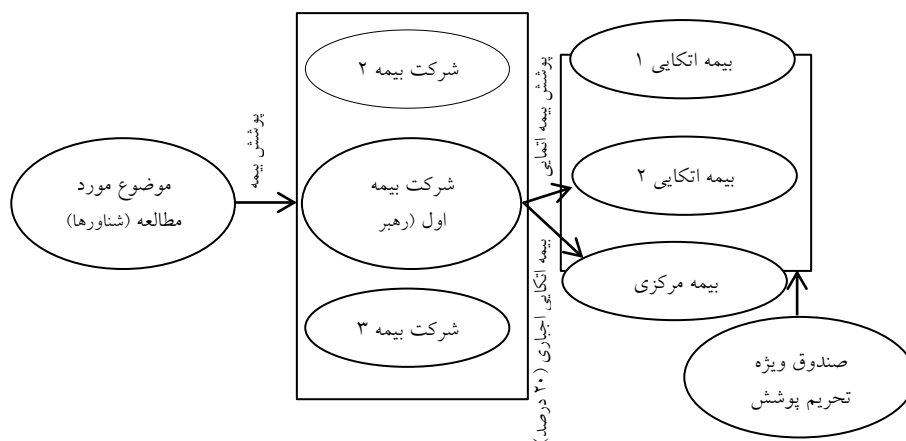 شرکت بیمه ۲
بیمه اتکایی ۱
پوشش بیمه
پوشش بیمه اتمایی
موضوع مورد
مطالعه (شناورها)
شرکت بیمه
اول (رهبر
بیمه اتکایی ۲
بیمه مرکزی
شرکت بیمه ۳
بیمه اتکایی اجباری (۲۰ درصد)
صندوق ویژه
تحریم پوشش